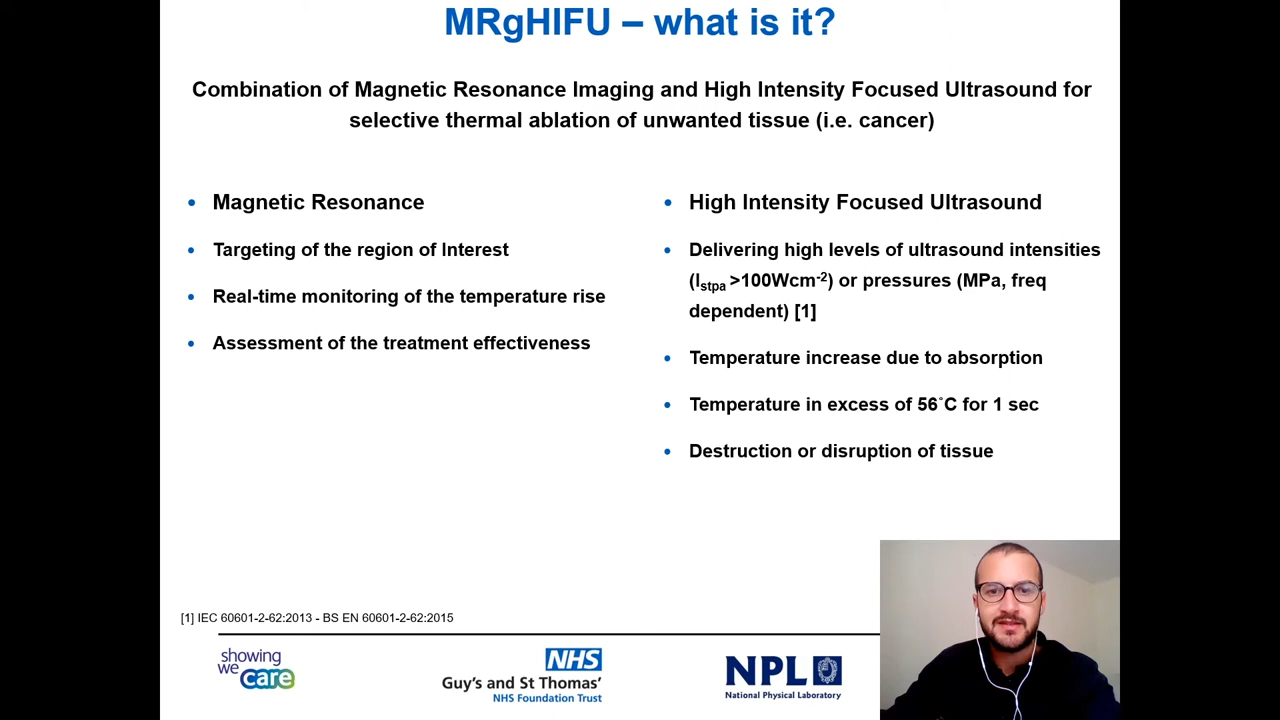 MRgHIFU – what is it?
Combination of Magnetic Resonance Imaging and High Intensity Focused Ultrasound for
selective thermal ablation of unwanted tissue (i.e. cancer)
• Magnetic Resonance
• Targeting of the region of Interest
• Real-time monitoring of the temperature rise
• Assessment of the treatment effectiveness
• High Intensity Focused Ultrasound
• Delivering high levels of ultrasound intensities
(Istpa >100Wcm-2) or pressures (MPa, freq
dependent) [1]
• Temperature increase due to absorption
• Temperature in excess of 56˚C for 1 sec
• Destruction or disruption of tissue
[1] IEC 60601-2-62:2013 - BS EN 60601-2-62:2015
showing
we
care
NHS
Guy's and St Thomas'
NHS Foundation Trust
NPL
National Physical Laboratory